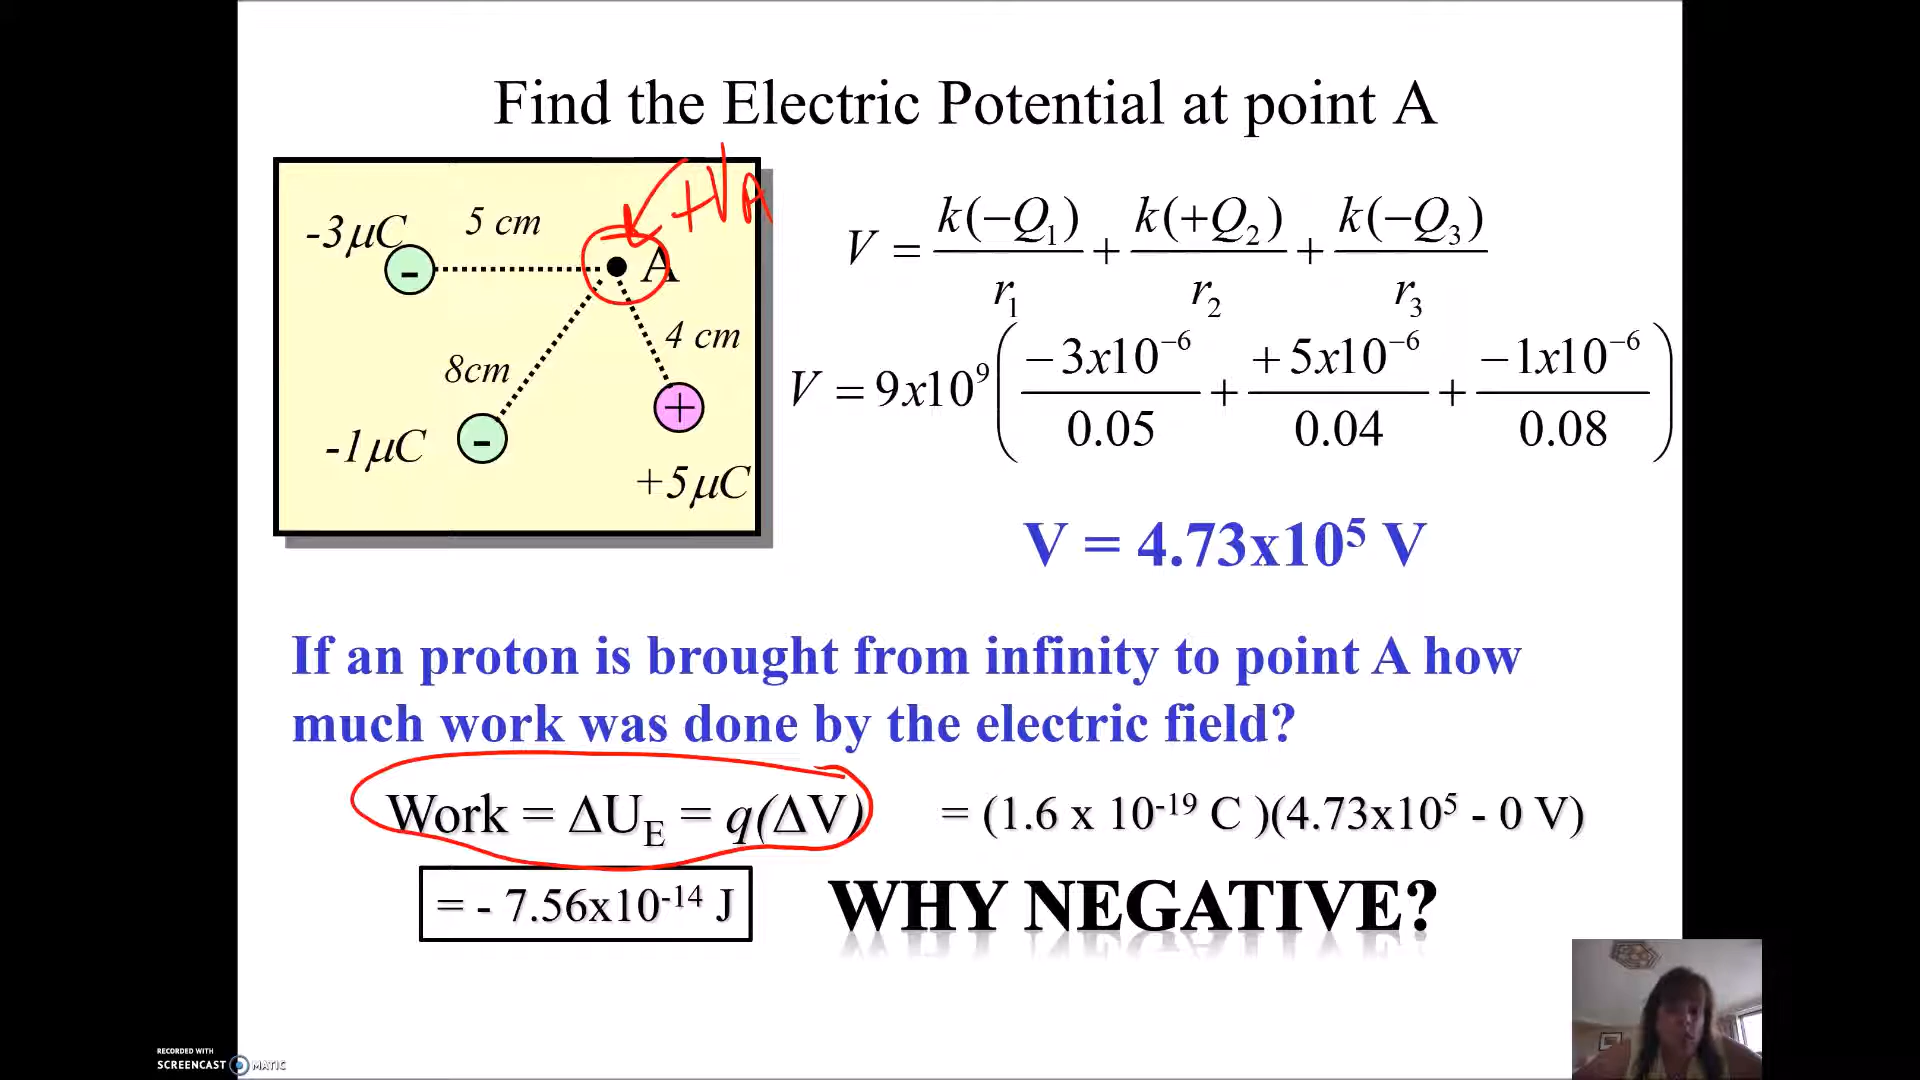 Find the Electric Potential at point A
+VA
-3μC 5 cm
A
4 cm
8cm
-1μC
+5μC
-
-
+
V = k(−Q₁)/r₁ + k(+Q₂)/r₂ + k(−Q₃)/r₃
V = 9x10⁹(−3x10⁻⁶/0.05 + +5x10⁻⁶/0.04 + −1x10⁻⁶/0.08)
V = 4.73x10⁵ V
If an proton is brought from infinity to point A how
much work was done by the electric field?
Work = ΔU_E = q(ΔV) = (1.6 x 10⁻¹⁹ C )(4.73x10⁵ - 0 V)
= - 7.56x10⁻¹⁴ J WHY NEGATIVE?
RECORDED WITH
SCREENCAST MATIC